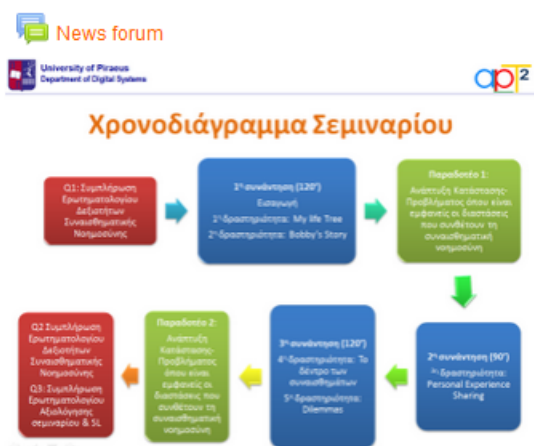 News forum
University of Piraeus
Department of Digital Systems
apT2
Χρονοδιάγραμμα Σεμιναρίου
Q1: Συμπλήρωση
Ερωτηματολογίου
Δεξιοτήτων
Συναισθηματικής
Νοημοσύνης
1η συνάντηση (120')
Εισαγωγή
1η δραστηριότητα: My life Tree
2η δραστηριότητα: Bobby's Story
Παραδοτέο 1:
Ανάπτυξη Κατάστασης-
Προβλήματος όπου είναι
εμφανείς οι διαστάσεις
που συνθέτουν τη
συναισθηματική
νοημοσύνη
2η συνάντηση (90')
3η δραστηριότητα:
Personal Experience
Sharing
3η συνάντηση (120')
4η δραστηριότητα: Το
δέντρο των
συναισθημάτων
5η δραστηριότητα:
Dilemmas
Παραδοτέο 2:
Ανάπτυξη
Κατάστασης-
Προβλήματος
όπου είναι
εμφανείς οι
διαστάσεις που
συνθέτουν τη
συναισθηματική
νοημοσύνη
Q2 Συμπλήρωση
Ερωτηματολογίου
Δεξιοτήτων
Συναισθηματικής
Νοημοσύνης
Q3: Συμπλήρωση
Ερωτηματολογίου
Αξιολόγησης
σεμιναρίου & SL